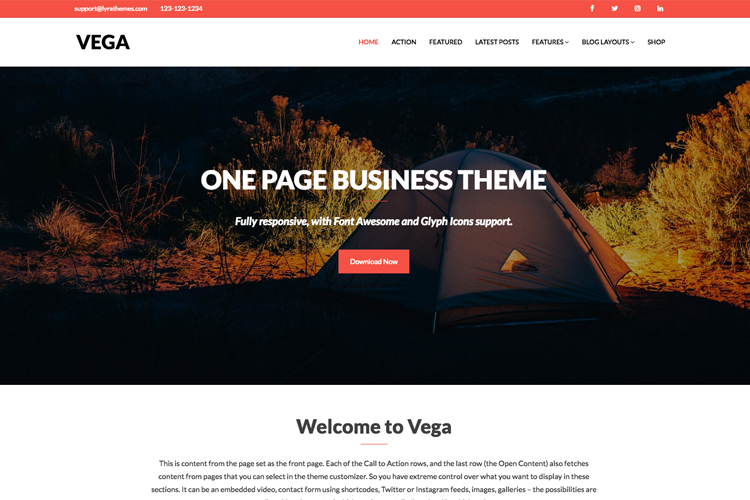 support@lyrathemes.com 123-123-1234
VEGA
HOME ACTION FEATURED LATEST POSTS FEATURES BLOG LAYOUTS SHOP
ONE PAGE BUSINESS THEME
Fully responsive, with Font Awesome and Glyph Icons support.
Download Now
Welcome to Vega
This is content from the page set as the front page. Each of the Call to Action rows, and the last row (the Open Content) also fetches
content from pages that you can select in the theme customizer. So you have extreme control over what you want to display in these
sections. It can be an embedded video, contact form using shortcodes, Twitter or Instagram feeds, images, galleries – the possibilities are